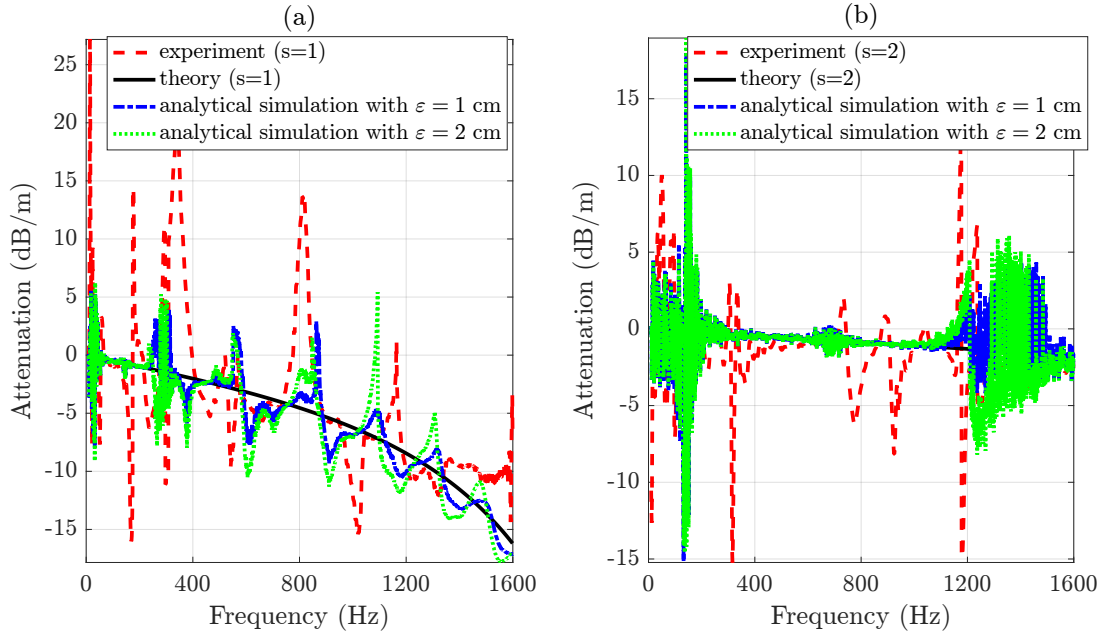 (a)
experiment (s=1)
theory (s=1)
analytical simulation with ε = 1 cm
analytical simulation with ε = 2 cm
25
20
15
10
5
0
-5
-10
-15
Attenuation (dB/m)
0
400
800
1200
1600
Frequency (Hz)
(b)
experiment (s=2)
theory (s=2)
analytical simulation with ε = 1 cm
analytical simulation with ε = 2 cm
15
10
5
0
-5
-10
-15
Attenuation (dB/m)
0
400
800
1200
1600
Frequency (Hz)